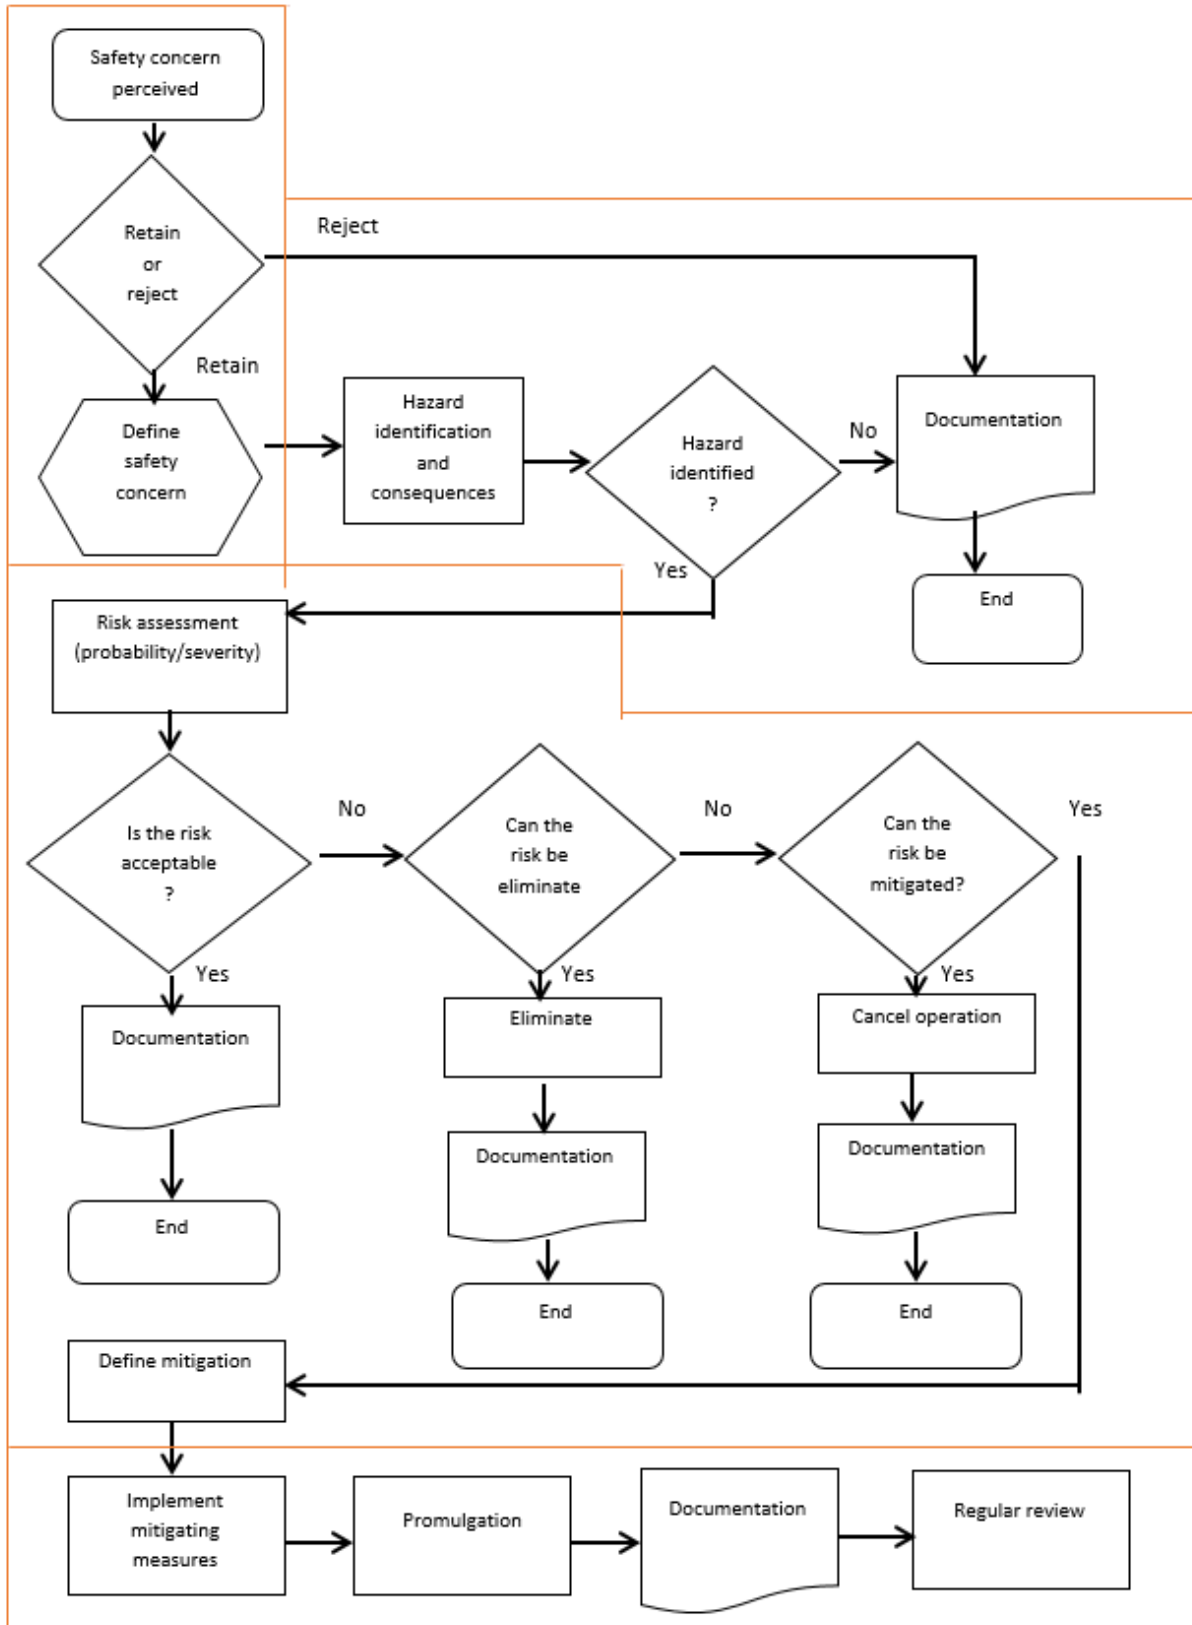 Safety concern
perceived
Retain
or
reject
Reject
Retain
Define
safety
concern
Hazard
identification
and
consequences
Hazard
identified
?
No
Documentation
Yes
End
Risk assessment
(probability/severity)
Is the risk
acceptable
?
No
Can the
risk be
eliminate
No
Can the
risk be
mitigated?
Yes
Yes
Yes
Yes
Documentation
Eliminate
Cancel operation
Documentation
Documentation
End
End
End
Define mitigation
Implement
mitigating
measures
Promulgation
Documentation
Regular review